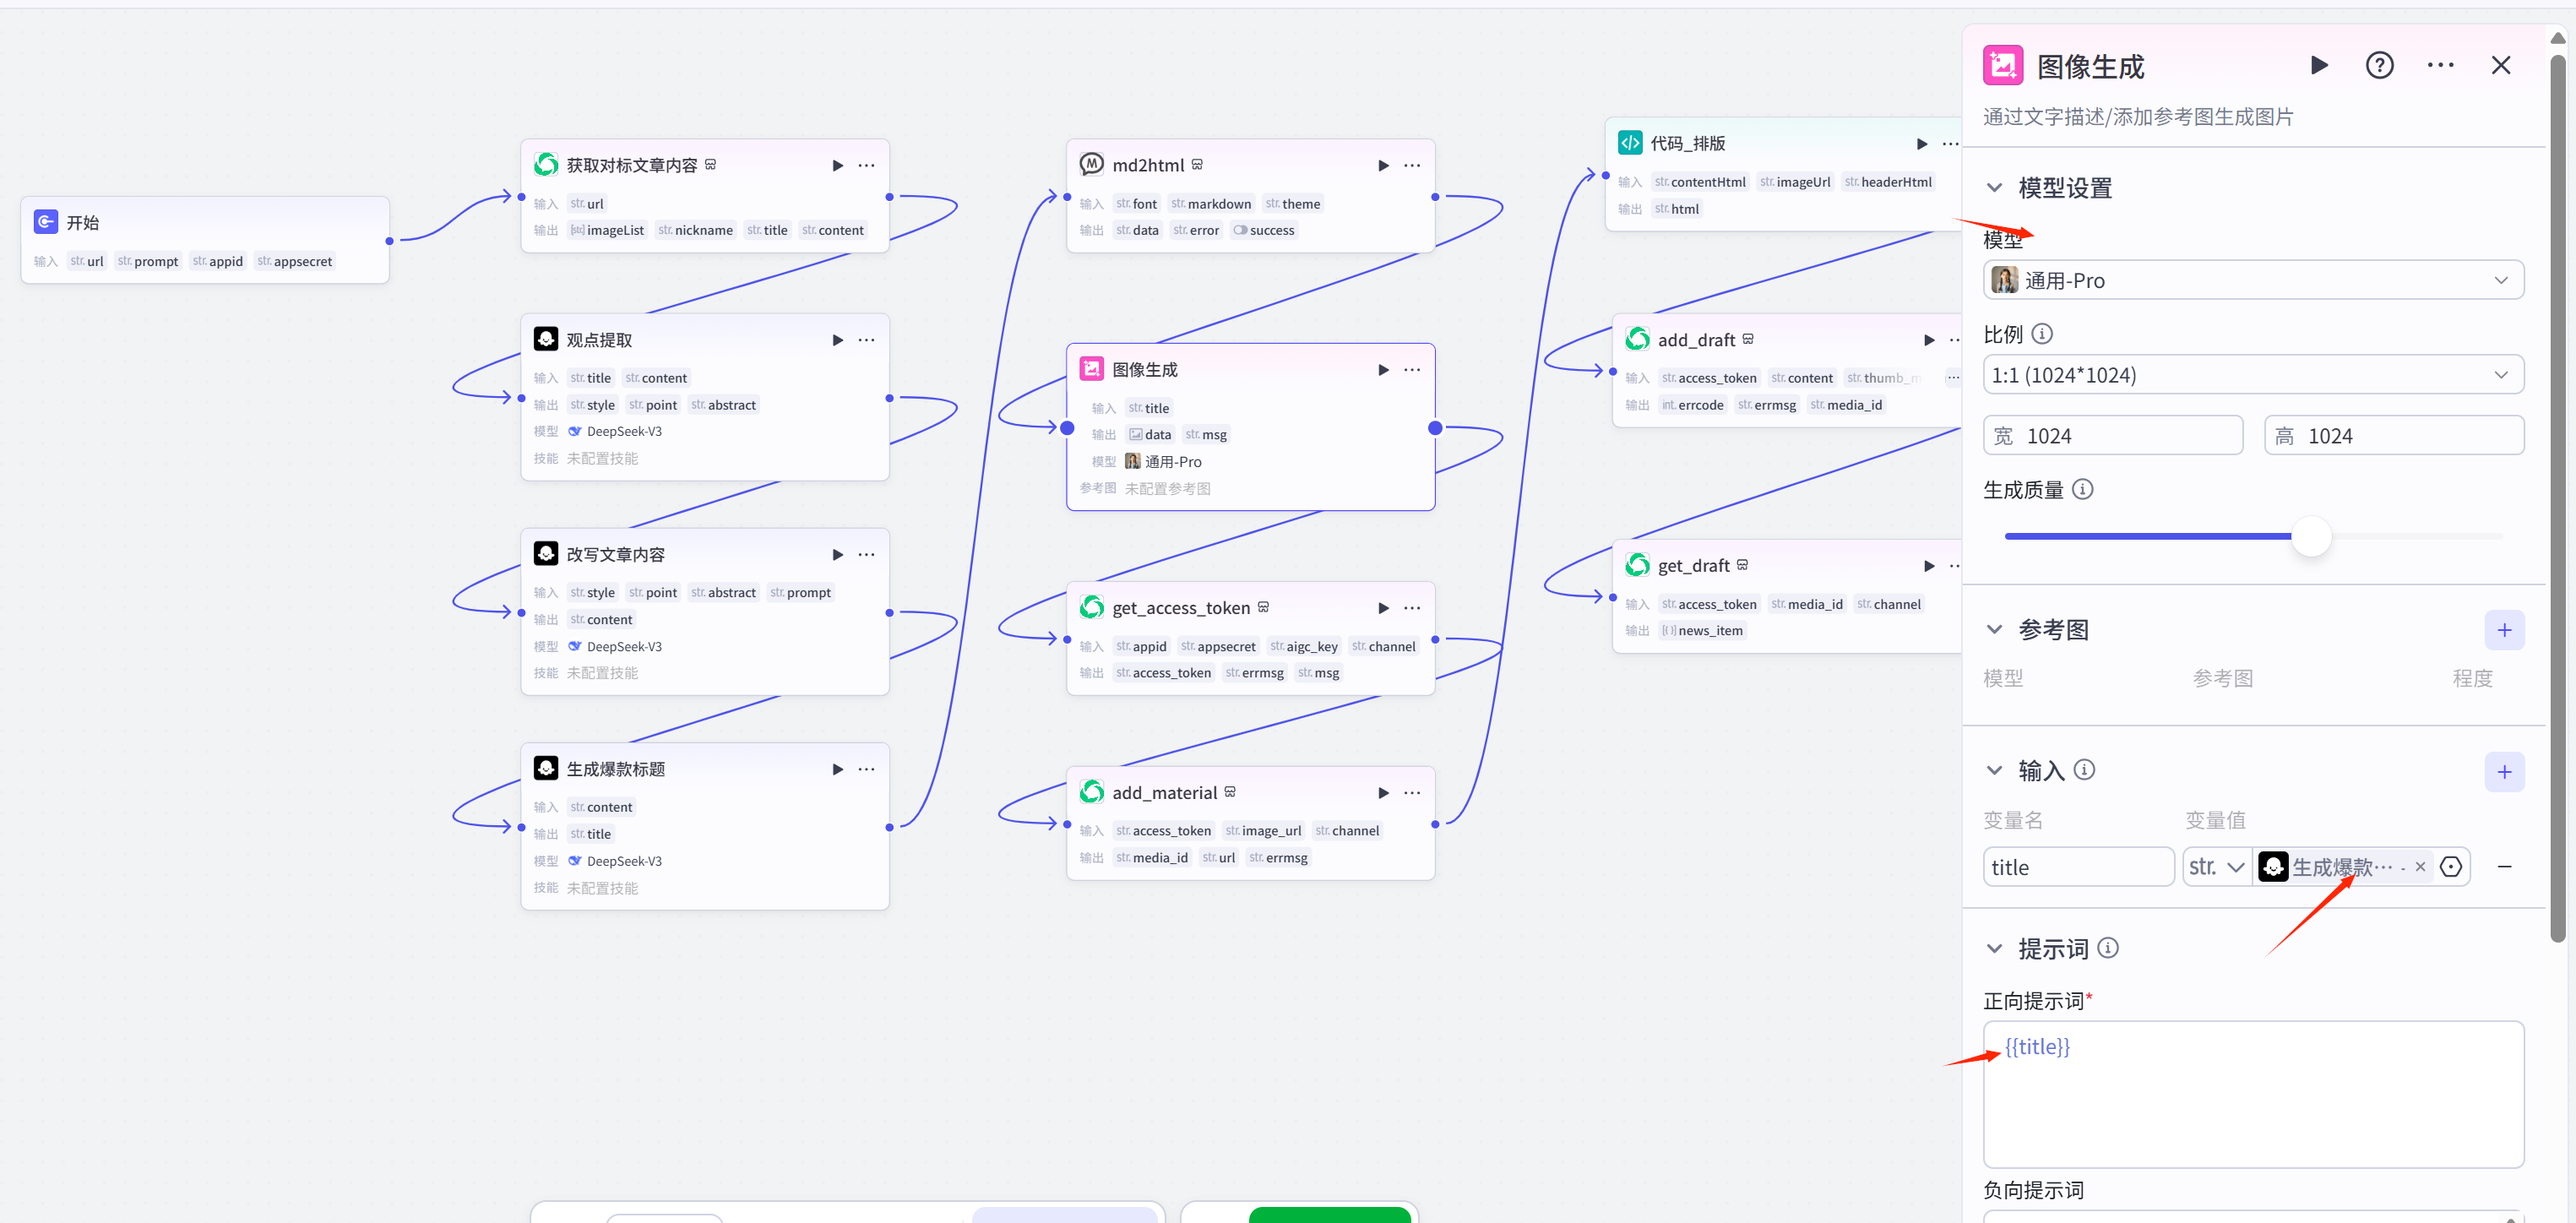 开始
输入 str. url str. prompt str. appid str. appsecret
获取对标文章内容
输入 str. url
输出 [str] imageList str. nickname str. title str. content
观点提取
输入 str. title str. content
输出 str. style str. point str. abstract
模型 DeepSeek-V3
技能 未配置技能
改写文章内容
输入 str. style str. point str. abstract str. prompt
输出 str. content
模型 DeepSeek-V3
技能 未配置技能
生成爆款标题
输入 str. content
输出 str. title
模型 DeepSeek-V3
技能 未配置技能
md2html
输入 str. font str. markdown str. theme
输出 str. data str. error success
图像生成
输入 str. title
输出 data str. msg
模型 通用-Pro
参考图 未配置参考图
get_access_token
输入 str. appid str. appsecret str. aigc_key str. channel
输出 str. access_token str. errmsg str. msg
add_material
输入 str. access_token str. image_url str. channel
输出 str. media_id str. url str. errmsg
代码_排版
输入 str. contentHtml str. imageUrl str. headerHtml
输出 str. html
add_draft
输入 str. access_token str. content str. thumb_m ···
输出 int. errcode str. errmsg str. media_id
get_draft
输入 str. access_token str. media_id str. channel
输出 [{}] news_item
图像生成
通过文字描述/添加参考图生成图片
模型设置
模型
通用-Pro
比例
1:1 (1024*1024)
宽 1024 高 1024
生成质量
参考图
模型 参考图 程度
输入
变量名 变量值
title str. 生成爆款··· -
提示词
正向提示词*
{{title}}
负向提示词